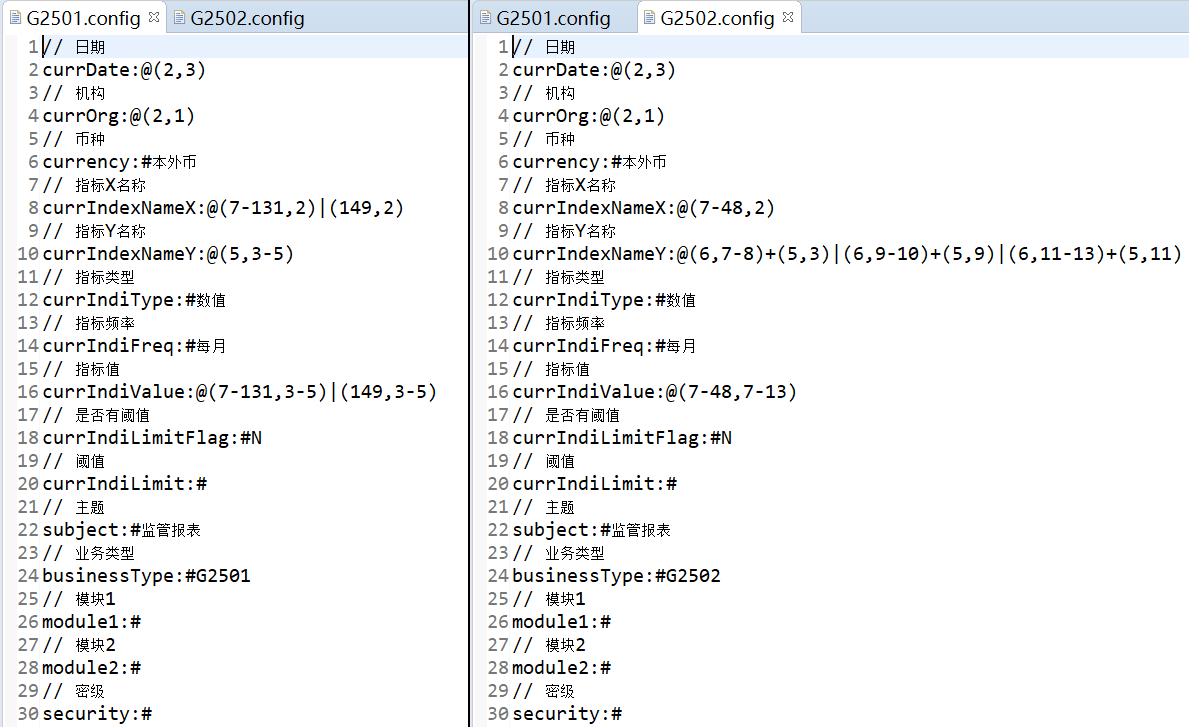 G2501.config
G2502.config
1 // 日期
2 currDate:@(2,3)
3 // 机构
4 currOrg:@(2,1)
5 // 币种
6 currency:#本外币
7 // 指标X名称
8 currIndexNameX:@(7-131,2)|(149,2)
9 // 指标Y名称
10 currIndexNameY:@(5,3-5)
11 // 指标类型
12 currIndiType:#数值
13 // 指标频率
14 currIndiFreq:#每月
15 // 指标值
16 currIndiValue:@(7-131,3-5)|(149,3-5)
17 // 是否有阈值
18 currIndiLimitFlag:#N
19 // 阈值
20 currIndiLimit:#
21 // 主题
22 subject:#监管报表
23 // 业务类型
24 businessType:#G2501
25 // 模块1
26 module1:#
27 // 模块2
28 module2:#
29 // 密级
30 security:#
G2501.config
G2502.config
1 // 日期
2 currDate:@(2,3)
3 // 机构
4 currOrg:@(2,1)
5 // 币种
6 currency:#本外币
7 // 指标X名称
8 currIndexNameX:@(7-48,2)
9 // 指标Y名称
10 currIndexNameY:@(6,7-8)+(5,3)|(6,9-10)+(5,9)|(6,11-13)+(5,11)
11 // 指标类型
12 currIndiType:#数值
13 // 指标频率
14 currIndiFreq:#每月
15 // 指标值
16 currIndiValue:@(7-48,7-13)
17 // 是否有阈值
18 currIndiLimitFlag:#N
19 // 阈值
20 currIndiLimit:#
21 // 主题
22 subject:#监管报表
23 // 业务类型
24 businessType:#G2502
25 // 模块1
26 module1:#
27 // 模块2
28 module2:#
29 // 密级
30 security:#